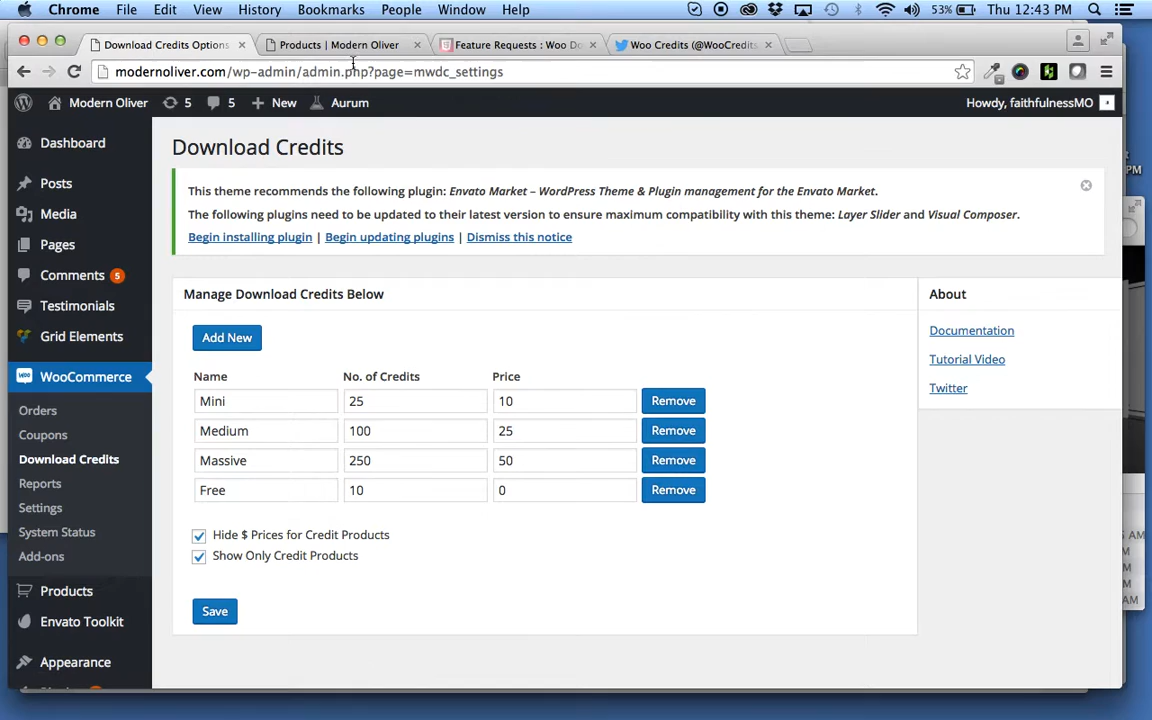 Chrome File Edit View History Bookmarks People Window Help 53% Thu 12:43 PM
Download Credits Options Products | Modern Oliver Feature Requests : Woo Do Woo Credits (@WooCredits
modernoliver.com/wp-admin/admin.php?page=mwdc_settings
Modern Oliver 5 5 New Aurum Howdy, faithfulnessMO
Dashboard
Posts
Media
Pages
Comments 5
Testimonials
Grid Elements
WooCommerce
Orders
Coupons
Download Credits
Reports
Settings
System Status
Add-ons
Products
Envato Toolkit
Appearance
Download Credits
This theme recommends the following plugin: Envato Market – WordPress Theme & Plugin management for the Envato Market.
The following plugins need to be updated to their latest version to ensure maximum compatibility with this theme: Layer Slider and Visual Composer.
Begin installing plugin | Begin updating plugins | Dismiss this notice
Manage Download Credits Below
Add New
Name No. of Credits Price
Mini 25 10 Remove
Medium 100 25 Remove
Massive 250 50 Remove
Free 10 0 Remove
Hide $ Prices for Credit Products
Show Only Credit Products
Save
About
Documentation
Tutorial Video
Twitter
PM
AM
M
M
M
AM